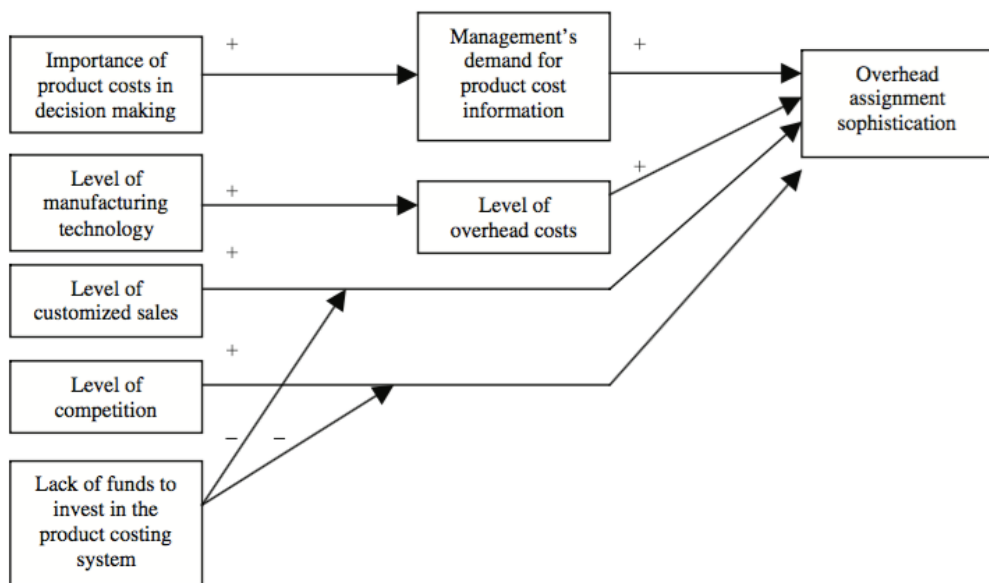 +
Importance of
product costs in
decision making
Management's
demand for
product cost
information
+
Overhead
assignment
sophistication
Level of
manufacturing
technology
+
Level of
overhead costs
+
+
Level of
customized sales
+
Level of
competition
– –
Lack of funds to
invest in the
product costing
system